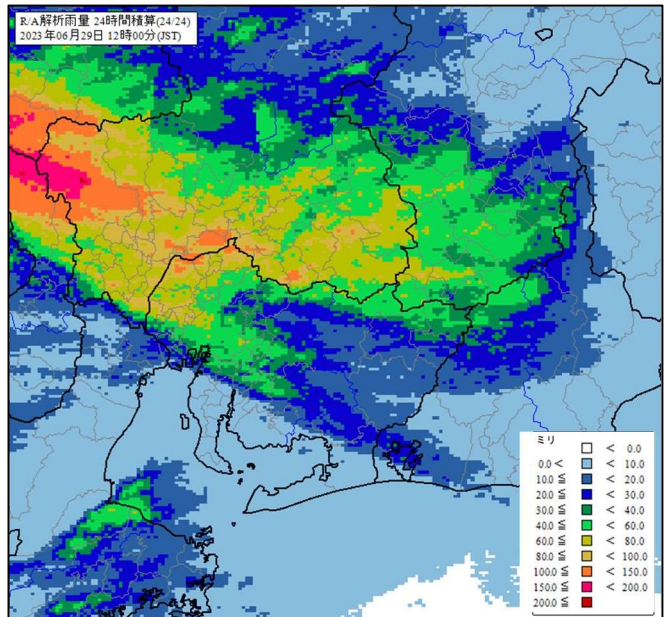 R/A解析雨量 24時間積算(24/24)
2023年06月29日 12時00分(JST)
ミリ
< 0.0
0.0 < < 10.0
10.0 ≦ < 20.0
20.0 ≦ < 30.0
30.0 ≦ < 40.0
40.0 ≦ < 60.0
60.0 ≦ < 80.0
80.0 ≦ < 100.0
100.0 ≦ < 150.0
150.0 ≦ < 200.0
200.0 ≦